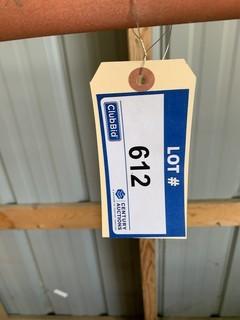 ClubBid
LOT #
612
CENTURY
AUCTIONS